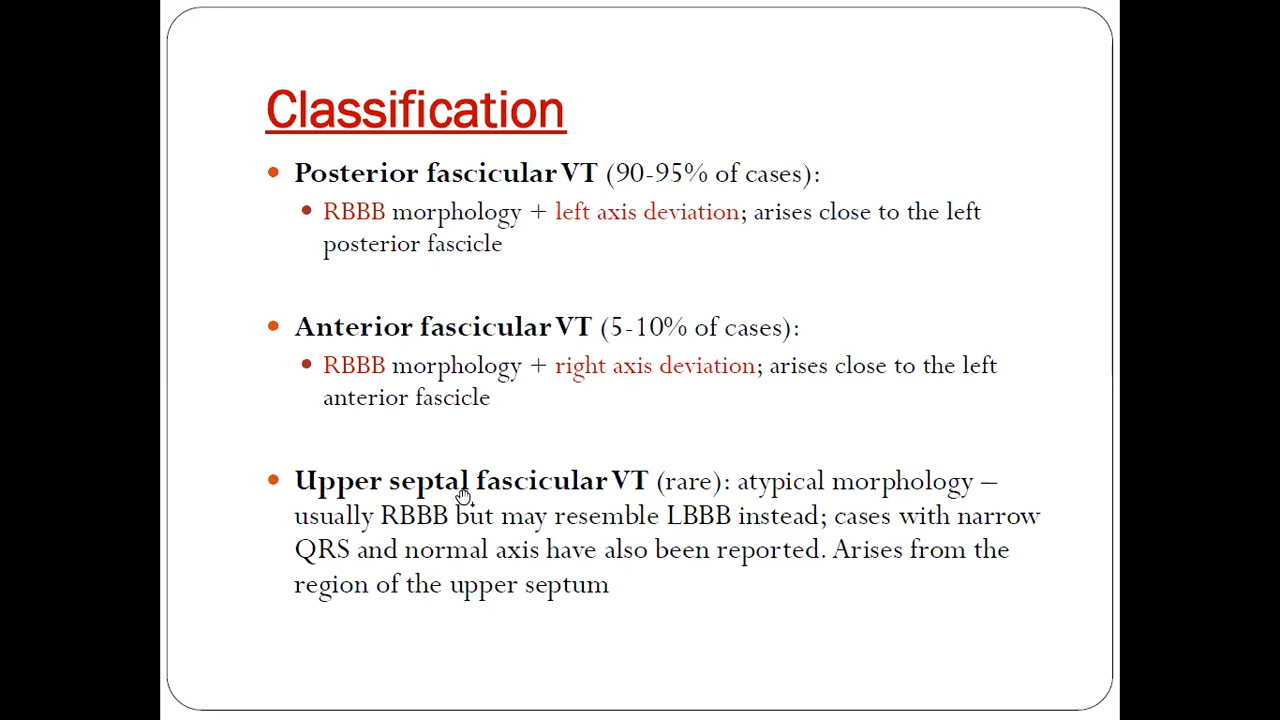 Classification
• Posterior fascicular VT (90-95% of cases):
• RBBB morphology + left axis deviation; arises close to the left
posterior fascicle
• Anterior fascicular VT (5-10% of cases):
• RBBB morphology + right axis deviation; arises close to the left
anterior fascicle
• Upper septal fascicular VT (rare): atypical morphology –
usually RBBB but may resemble LBBB instead; cases with narrow
QRS and normal axis have also been reported. Arises from the
region of the upper septum